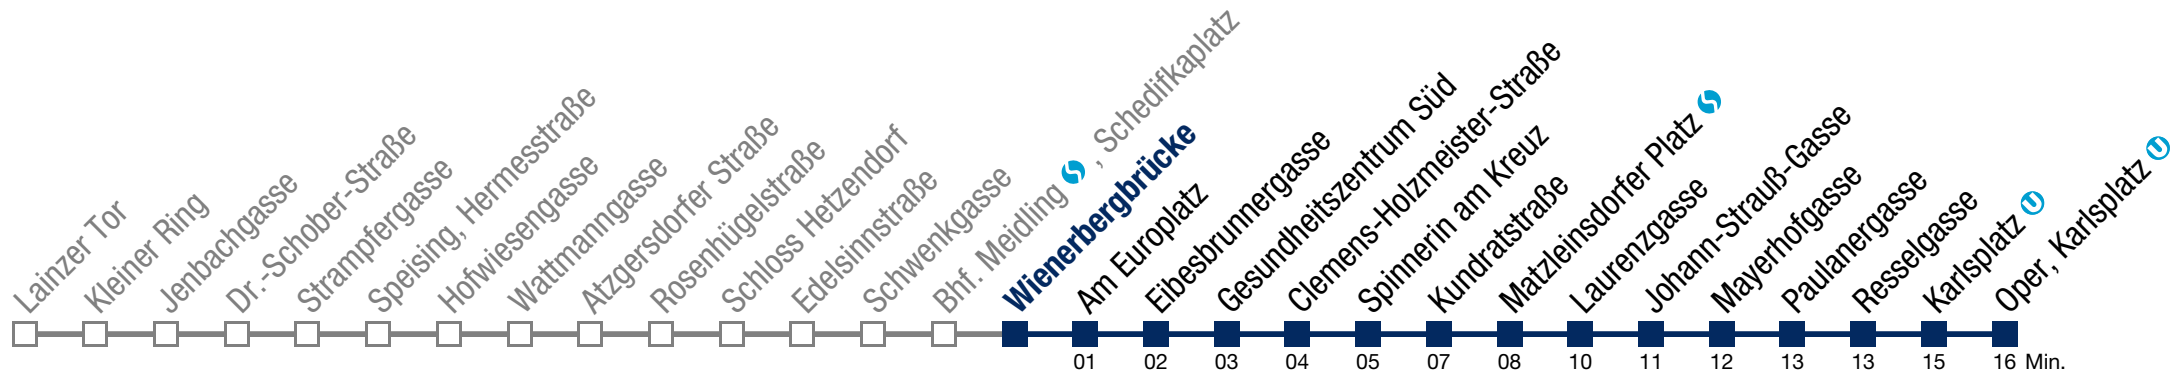 Lainzer Tor
Kleiner Ring
Jenbachgasse
Dr.-Schober-Straße
Strampfergasse
Speising, Hermesstraße
Hofwiesengasse
Wattmanngasse
Atzgersdorfer Straße
Rosenhügelstraße
Schloss Hetzendorf
Edelsinnstraße
Schwenkgasse
Bhf. Meidling S, Schedifkaplatz
Wienerbergbrücke
Am Europlatz
Eibesbrunnergasse
Gesundheitszentrum Süd
Clemens-Holzmeister-Straße
Spinnerin am Kreuz
Kundratstraße
Matzleinsdorfer Platz S
Laurenzgasse
Johann-Strauß-Gasse
Mayerhofgasse
Paulanergasse
Resselgasse
Karlsplatz U
Oper, Karlsplatz U
01 02 03 04 05 07 08 10 11 12 13 13 15 16 Min.